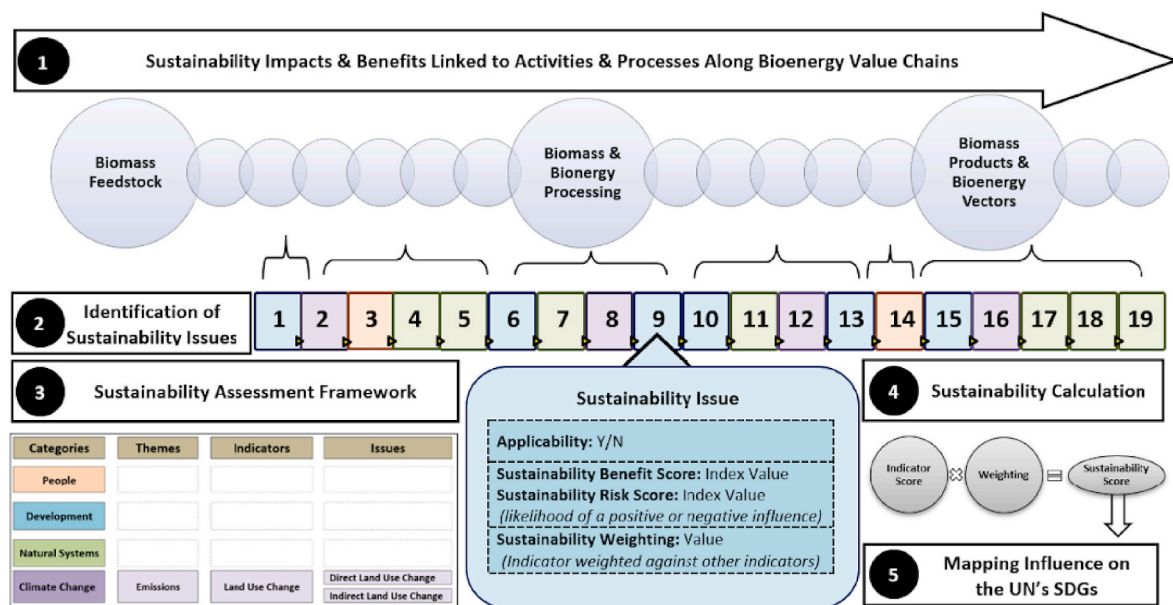 1
Sustainability Impacts & Benefits Linked to Activities & Processes Along Bioenergy Value Chains
Biomass
Feedstock
Biomass &
Bionergy
Processing
Biomass
Products &
Bioenergy
Vectors
2
Identification of
Sustainability Issues
1 2 3 4 5 6 7 8 9 10 11 12 13 14 15 16 17 18 19
3
Sustainability Assessment Framework
Categories Themes Indicators Issues
People
Development
Natural Systems
Climate Change Emissions Land Use Change Direct Land Use Change
Indirect Land Use Change
Sustainability Issue
Applicability: Y/N
Sustainability Benefit Score: Index Value
Sustainability Risk Score: Index Value
(likelihood of a positive or negative influence)
Sustainability Weighting: Value
(Indicator weighted against other indicators)
4
Sustainability Calculation
Indicator
Score
Weighting
=
Sustainability
Score
5
Mapping Influence on
the UN's SDGs